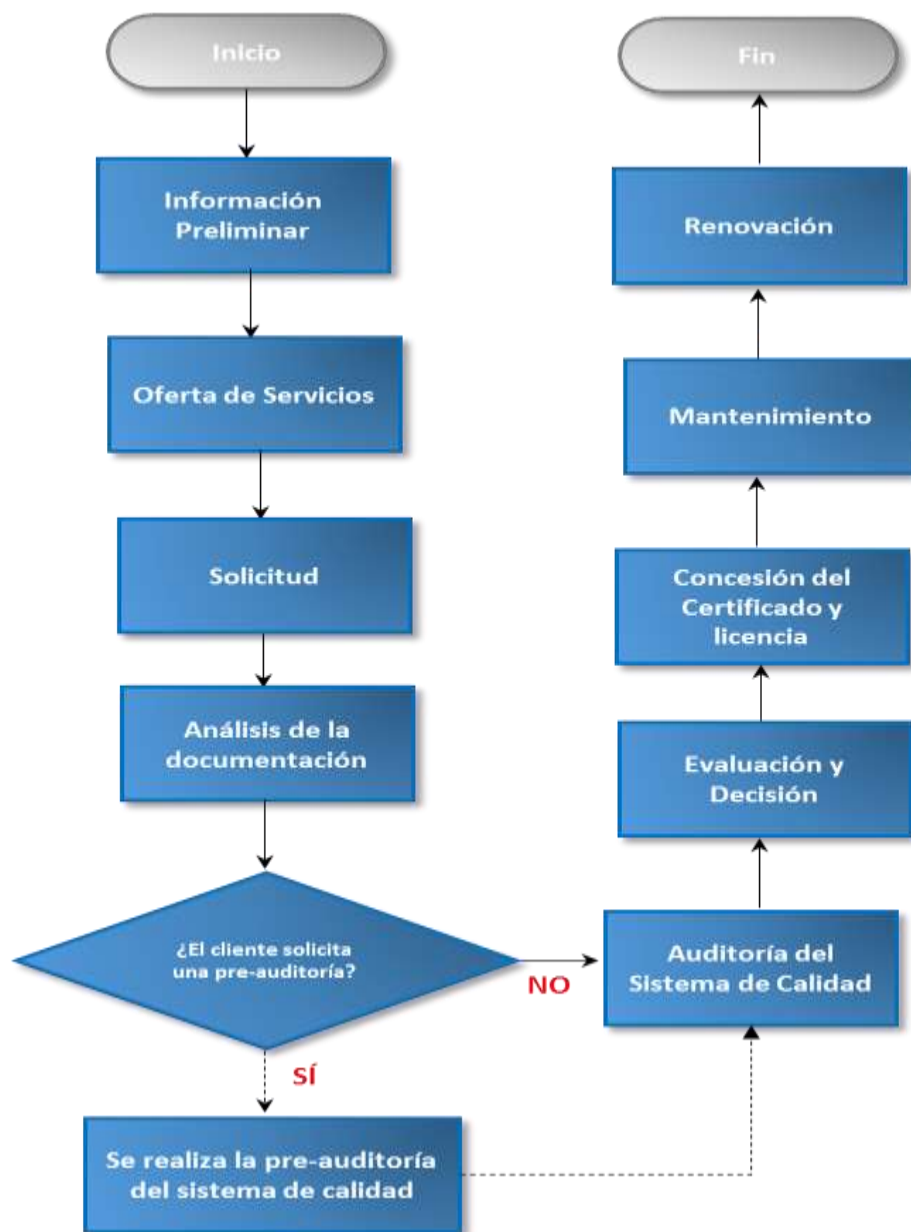 Inicio
Información
Preliminar
Oferta de Servicios
Solicitud
Análisis de la
documentación
¿El cliente solicita
una pre-auditoría?
NO
SÍ
Se realiza la pre-auditoría
del sistema de calidad
Auditoría del
Sistema de Calidad
Evaluación y
Decisión
Concesión del
Certificado y
licencia
Mantenimiento
Renovación
Fin